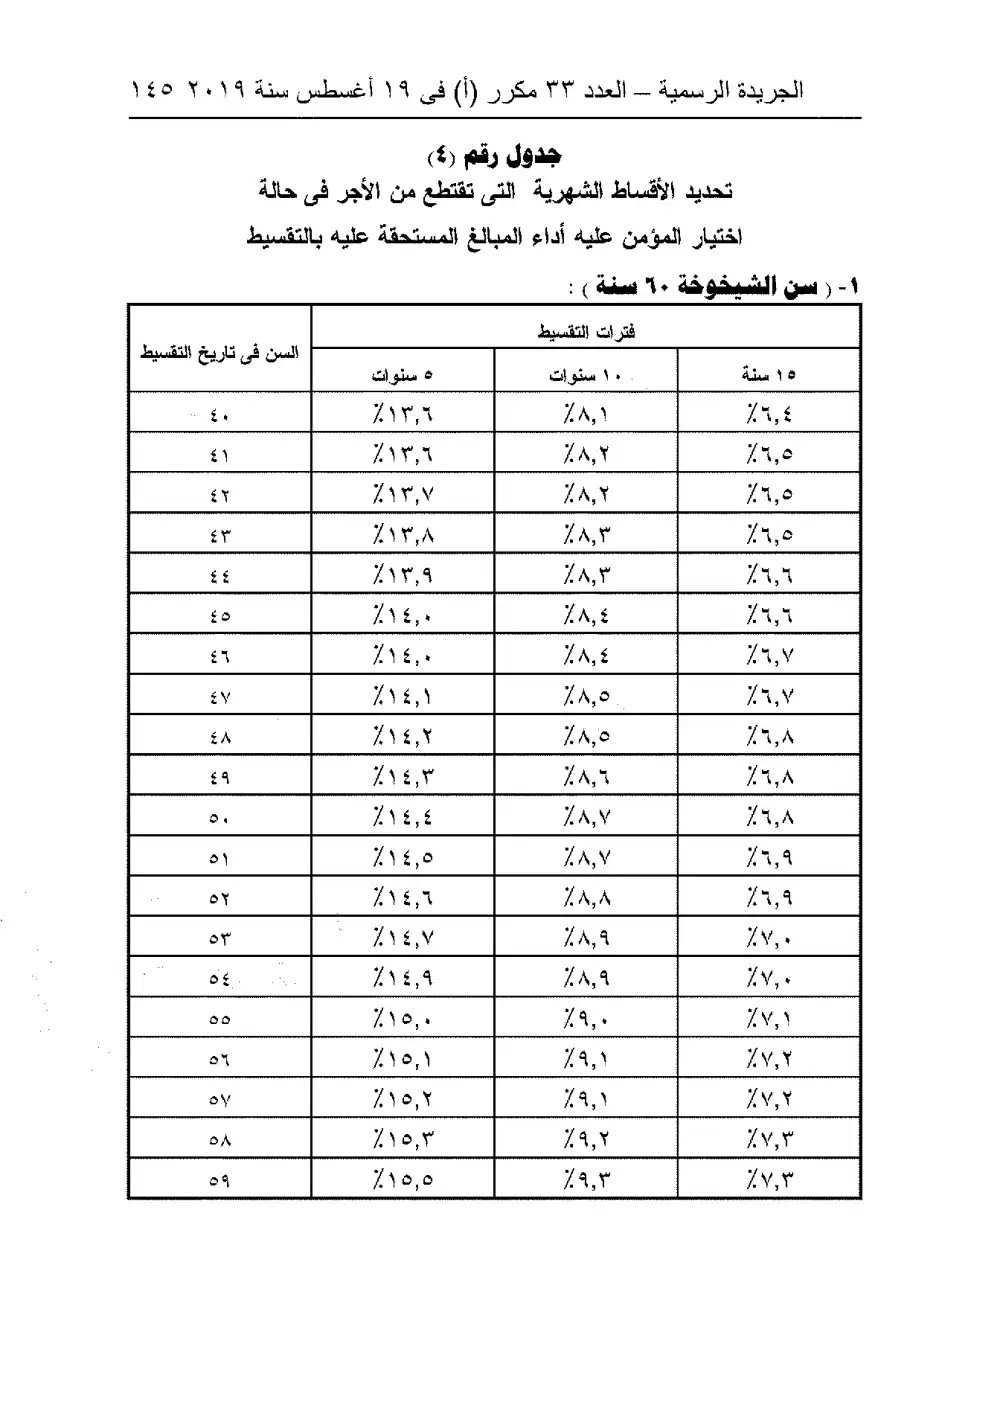 الجريدة الرسمية – العدد ٣٣ مكرر (أ) فى ١٩ أغسطس سنة ٢٠١٩ ١٤٥
جدول رقم (٤)
تحديد الأقساط الشهرية التى تقتطع من الأجر فى حالة
اختيار المؤمن عليه أداء المبالغ المستحقة عليه بالتقسيط
١- ( سن الشيخوخة ٦٠ سنة ) :
فترات التقسيط السن فى تاريخ التقسيط
١٥ سنة ١٠ سنوات ٥ سنوات
٦,٤٪ ٨,١٪ ١٣,٦٪ ٤٠
٦,٥٪ ٨,٢٪ ١٣,٦٪ ٤١
٦,٥٪ ٨,٢٪ ١٣,٧٪ ٤٢
٦,٥٪ ٨,٣٪ ١٣,٨٪ ٤٣
٦,٦٪ ٨,٣٪ ١٣,٩٪ ٤٤
٦,٦٪ ٨,٤٪ ١٤,٠٪ ٤٥
٦,٧٪ ٨,٤٪ ١٤,٠٪ ٤٦
٦,٧٪ ٨,٥٪ ١٤,١٪ ٤٧
٦,٨٪ ٨,٥٪ ١٤,٢٪ ٤٨
٦,٨٪ ٨,٦٪ ١٤,٣٪ ٤٩
٦,٨٪ ٨,٧٪ ١٤,٤٪ ٥٠
٦,٩٪ ٨,٧٪ ١٤,٥٪ ٥١
٦,٩٪ ٨,٨٪ ١٤,٦٪ ٥٢
٧,٠٪ ٨,٩٪ ١٤,٧٪ ٥٣
٧,٠٪ ٨,٩٪ ١٤,٩٪ ٥٤
٧,١٪ ٩,٠٪ ١٥,٠٪ ٥٥
٧,٢٪ ٩,١٪ ١٥,١٪ ٥٦
٧,٢٪ ٩,١٪ ١٥,٢٪ ٥٧
٧,٣٪ ٩,٢٪ ١٥,٣٪ ٥٨
٧,٣٪ ٩,٣٪ ١٥,٥٪ ٥٩